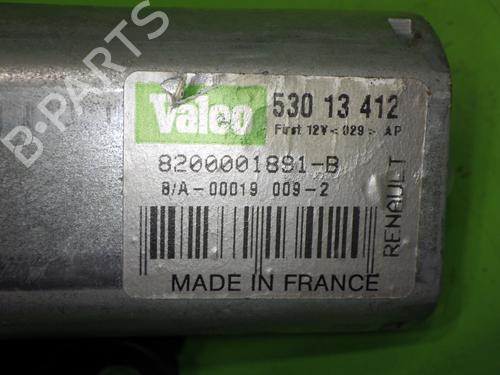 Valeo
530 13 412
First 12V < 029 > AP
8200001891-B
8/A-00019 009-2
RENAULT
MADE IN FRANCE
B-PARTS